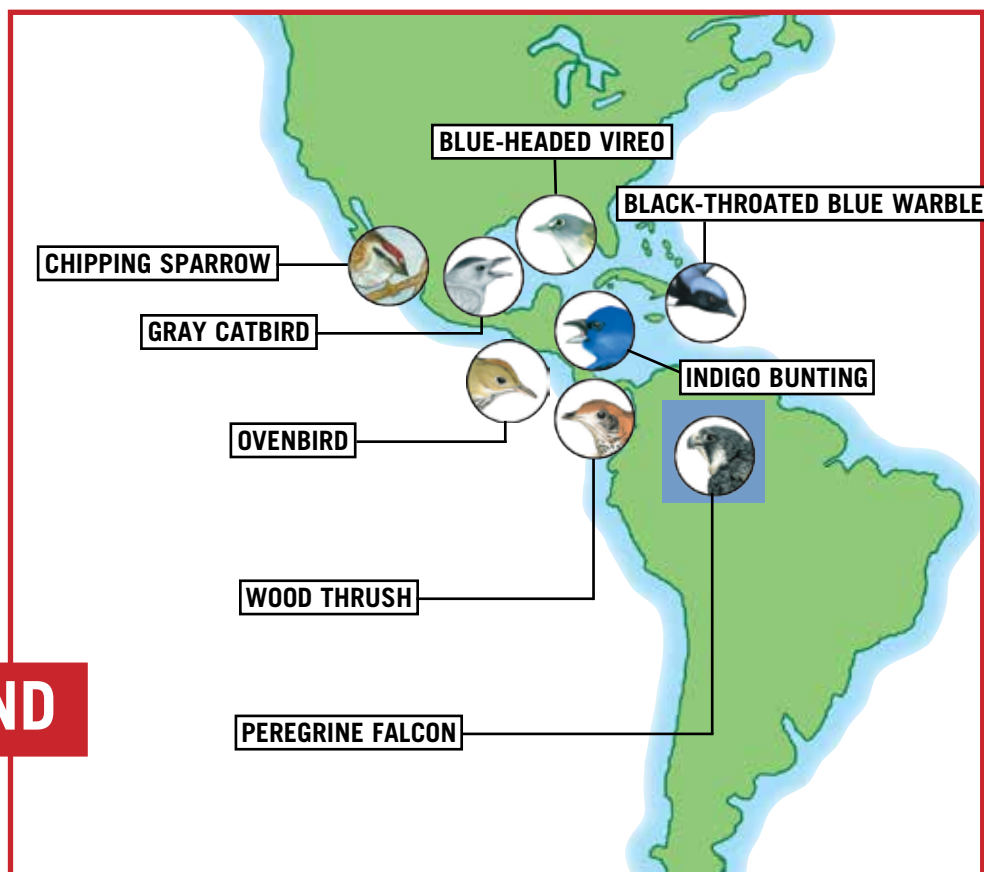 BLUE-HEADED VIREO
BLACK-THROATED BLUE WARBLE
CHIPPING SPARROW
GRAY CATBIRD
INDIGO BUNTING
OVENBIRD
WOOD THRUSH
ND
PEREGRINE FALCON